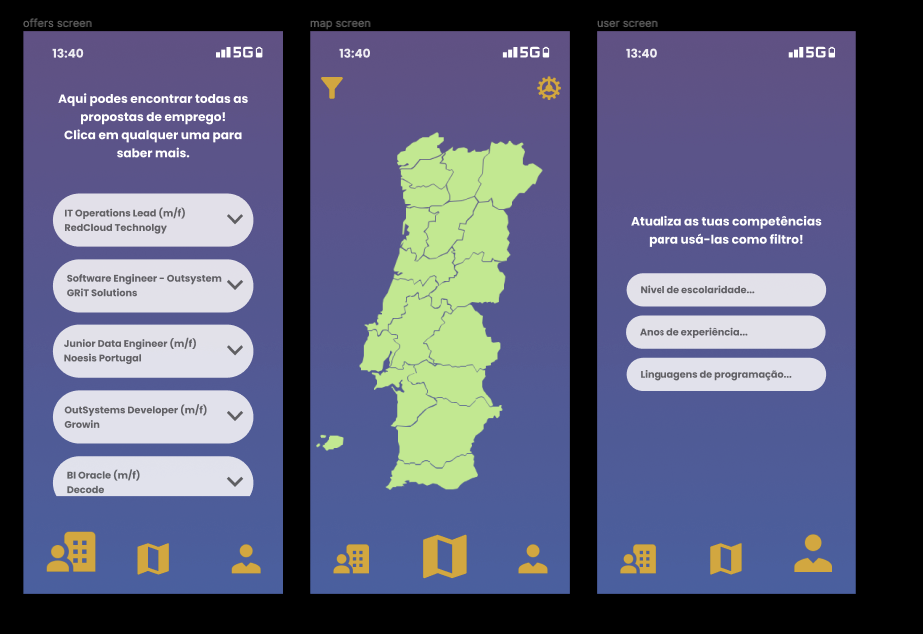 offers screen
13:40
5G
Aqui podes encontrar todas as
propostas de emprego!
Clica em qualquer uma para
saber mais.
IT Operations Lead (m/f)
RedCloud Technolgy
Software Engineer - Outsystem
GRiT Solutions
Junior Data Engineer (m/f)
Noesis Portugal
OutSystems Developer (m/f)
Growin
BI Oracle (m/f)
Decode
map screen
13:40
5G
user screen
13:40
5G
Atualiza as tuas competências
para usá-las como filtro!
Nivel de escolaridade...
Anos de experiência...
Linguagens de programação...